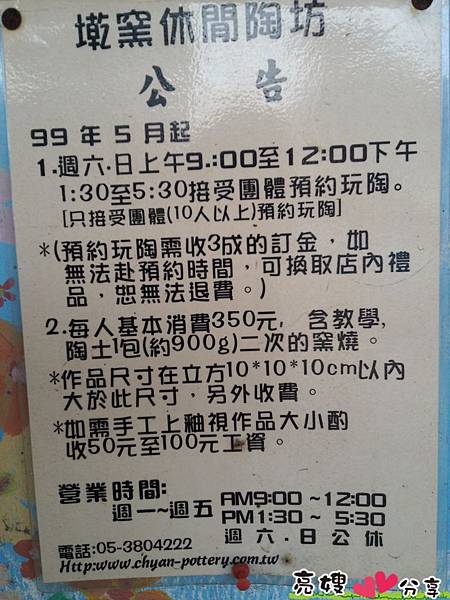 墘窯休閒陶坊
公告
99年5月起
1.週六.日上午9.:00至12:00下午
1:30至5:30接受團體預約玩陶。
[只接受團體(10人以上)預約玩陶]
*(預約玩陶需收3成的訂金，如
無法赴預約時間，可換取店內禮
品，恕無法退費。)
2.每人基本消費350元，含教學，
陶土1包(約900g)二次的窯燒。
*作品尺寸在立方10*10*10cm以內
大於此尺寸，另外收費。
*如需手工上釉視作品大小酌
收50元至100元工資。
營業時間:
週一~週五 AM9:00 ~12:00
PM1:30 ~ 5:30
週六.日公休
電話:05-3804222
Http:www.chyan-pottery.com.tw
亮嫂 分享